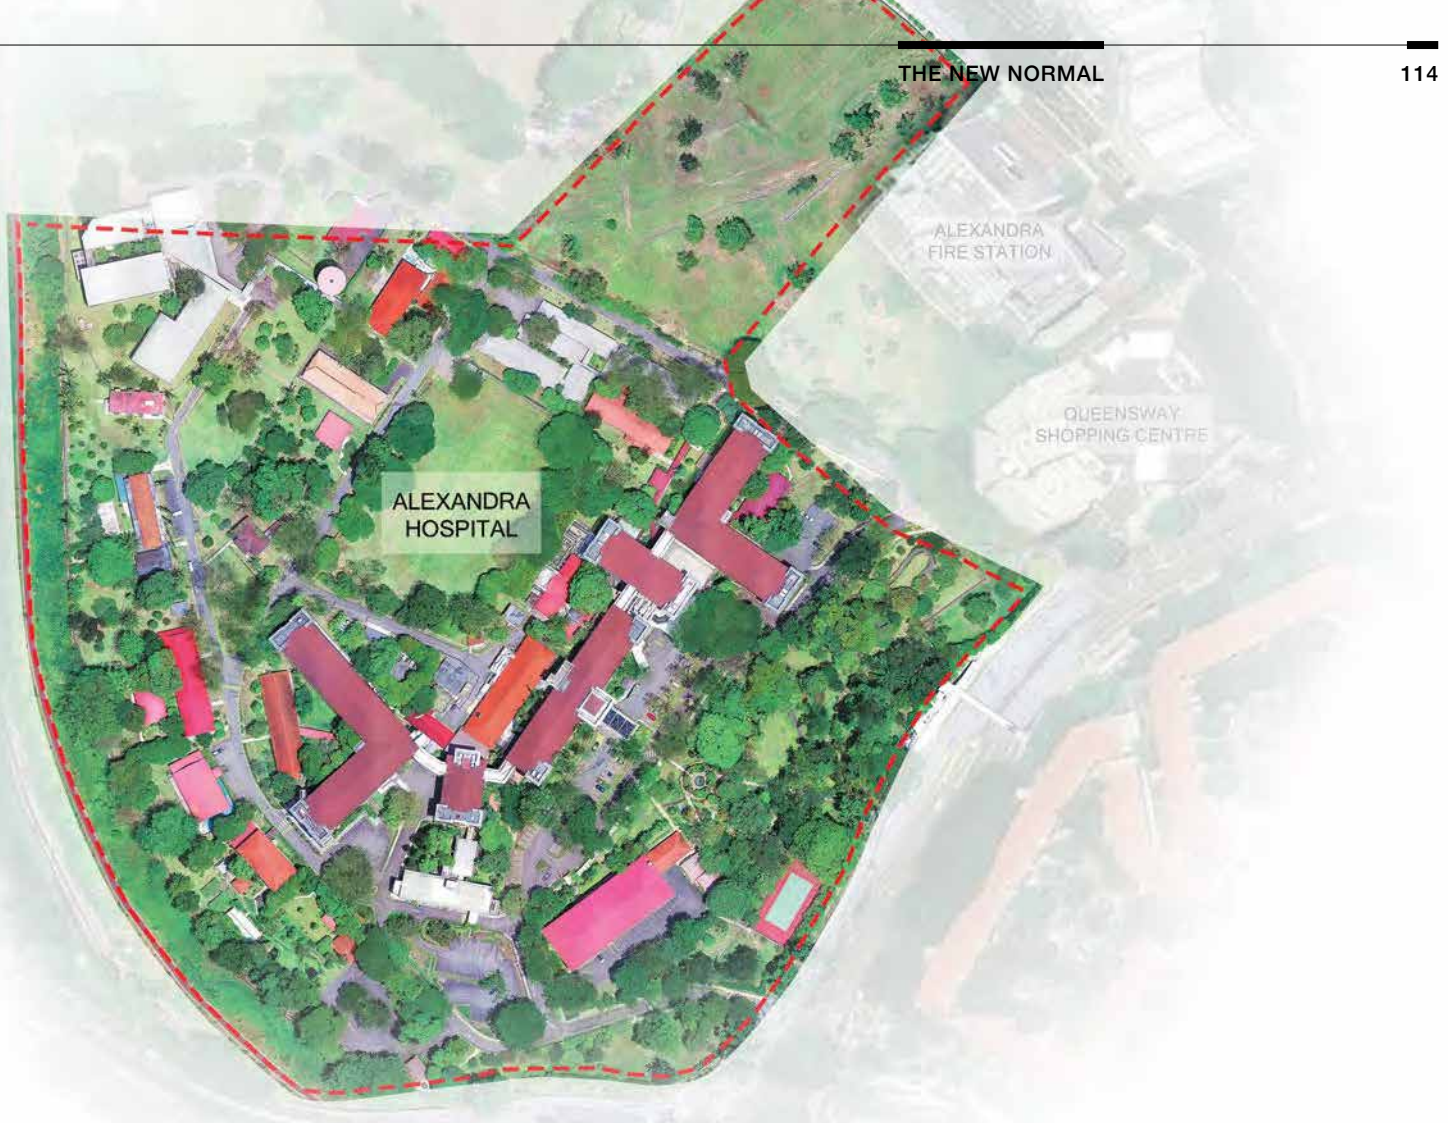 THE NEW NORMAL
114
ALEXANDRA
FIRE STATION
QUEENSWAY
SHOPPING CENTRE
ALEXANDRA
HOSPITAL